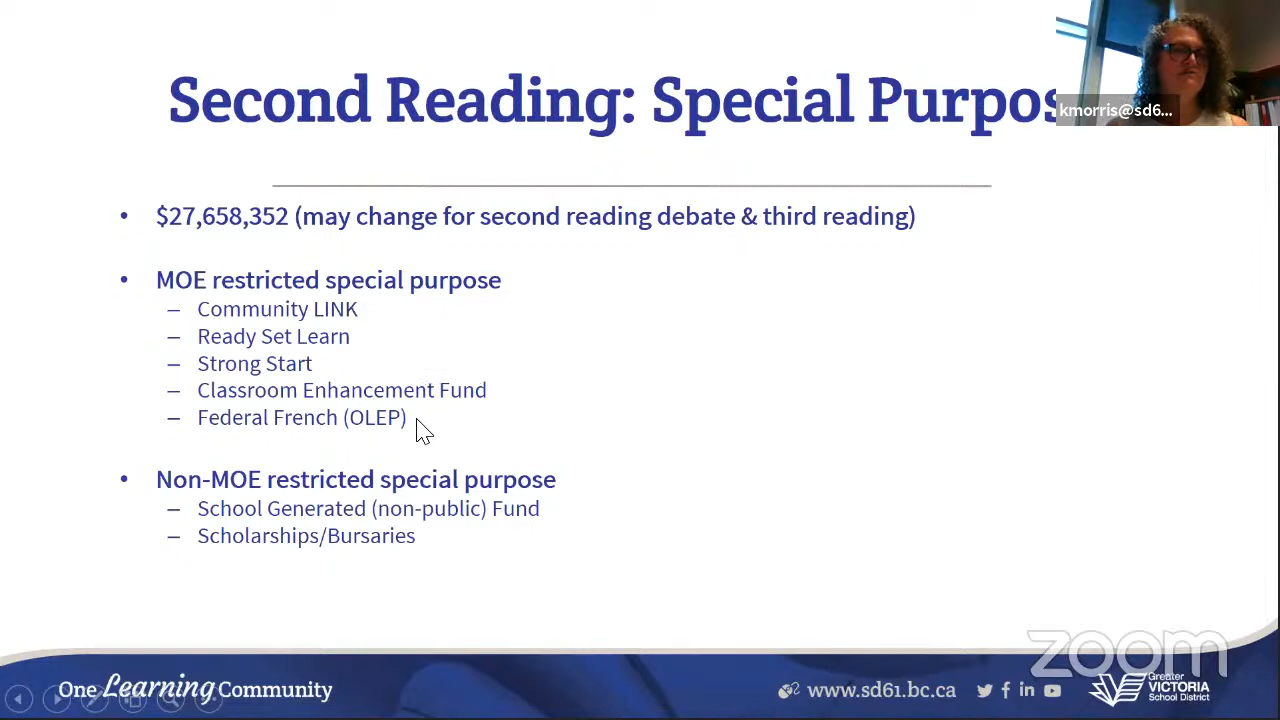 Second Reading: Special Purpos
kmorris@sd6...
• $27,658,352 (may change for second reading debate & third reading)
• MOE restricted special purpose
– Community LINK
– Ready Set Learn
– Strong Start
– Classroom Enhancement Fund
– Federal French (OLEP)
• Non-MOE restricted special purpose
– School Generated (non-public) Fund
– Scholarships/Bursaries
zoom
One Learning Community
www.sd61.bc.ca
Greater
VICTORIA
School District